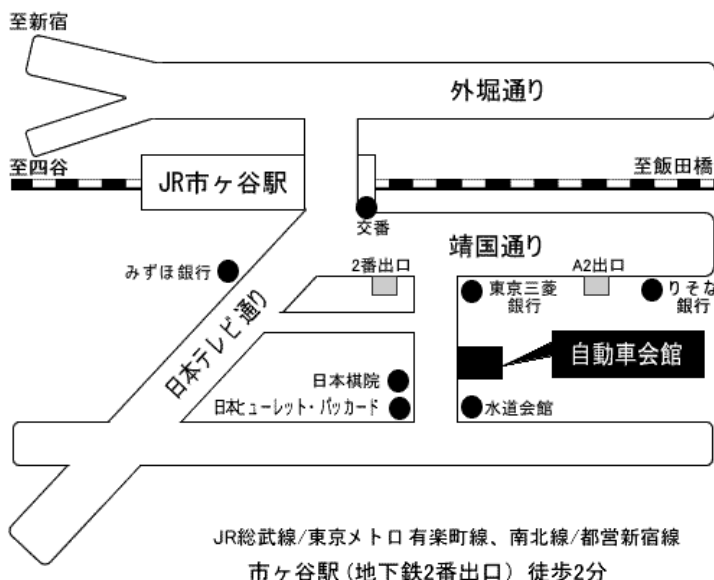 至新宿
外堀通り
至四谷
JR市ヶ谷駅
至飯田橋
交番
靖国通り
みずほ銀行
2番出口
A2出口
東京三菱
銀行
りそな
銀行
日本テレビ通り
自動車会館
日本棋院
日本ヒューレット・パッカード
水道会館
JR総武線/東京メトロ有楽町線、南北線/都営新宿線
市ヶ谷駅(地下鉄2番出口)徒歩2分